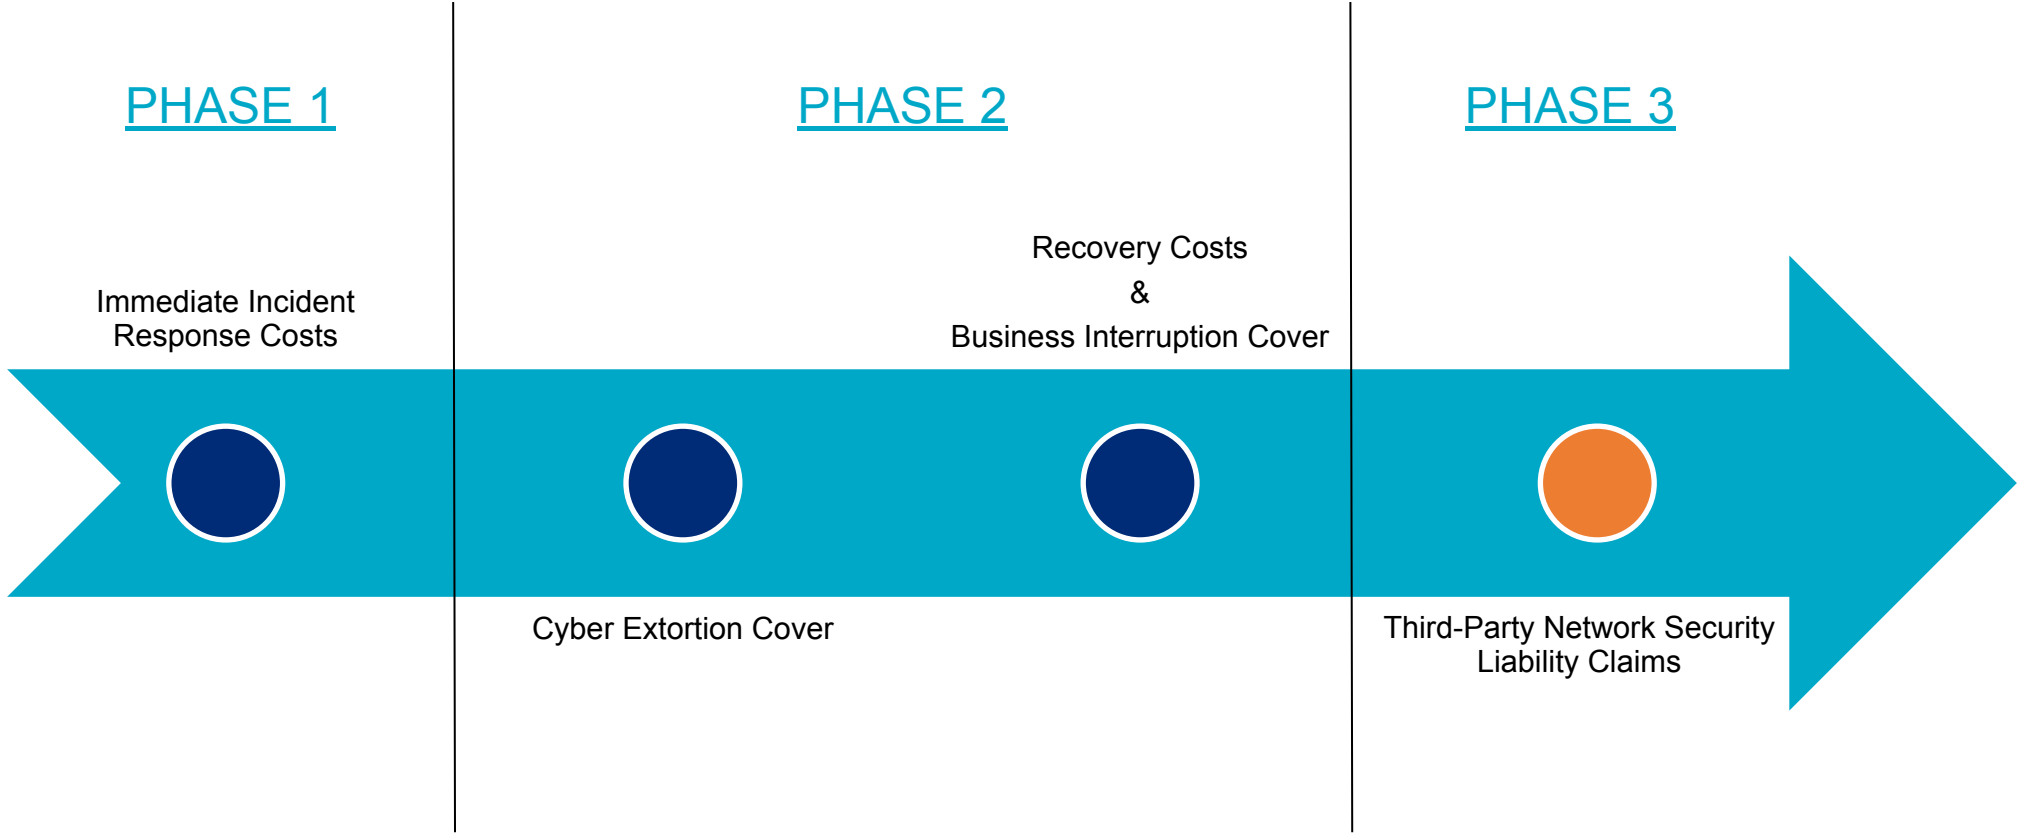 PHASE 1
PHASE 2
PHASE 3
Immediate Incident
Response Costs
Recovery Costs
&
Business Interruption Cover
Cyber Extortion Cover
Third-Party Network Security
Liability Claims